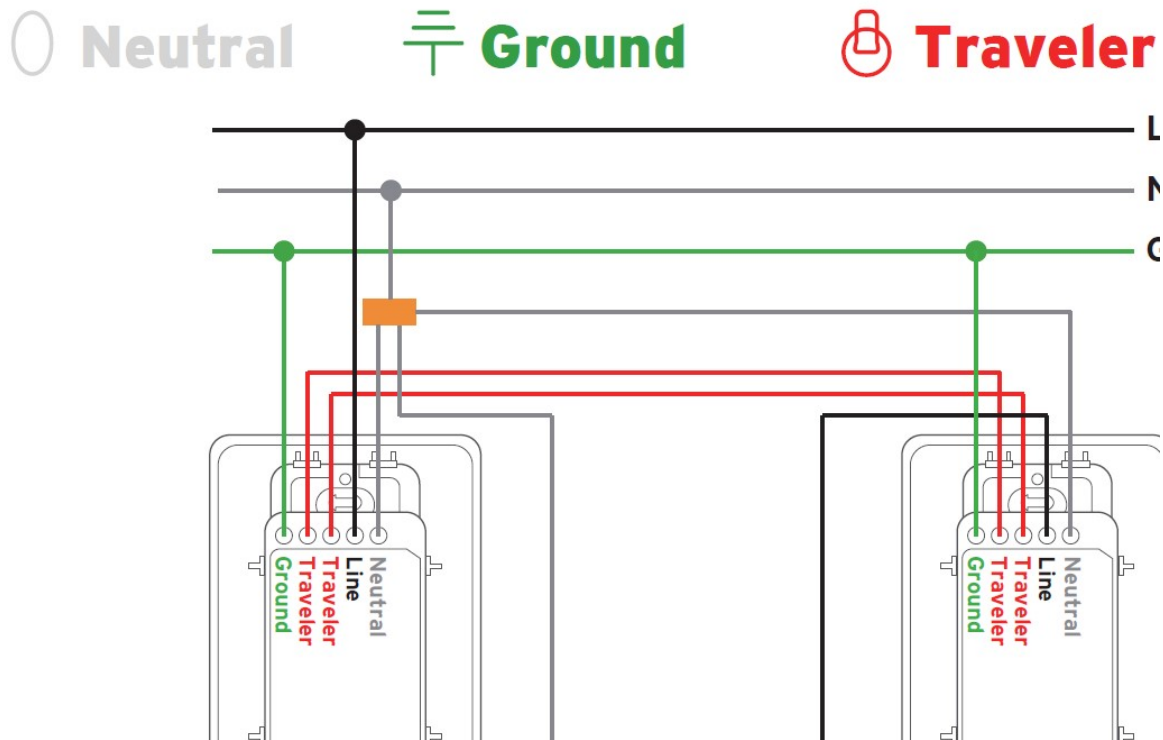 Neutral Ground Traveler
L
N
G
Ground Traveler Traveler Line Neutral
Ground Traveler Traveler Line Neutral